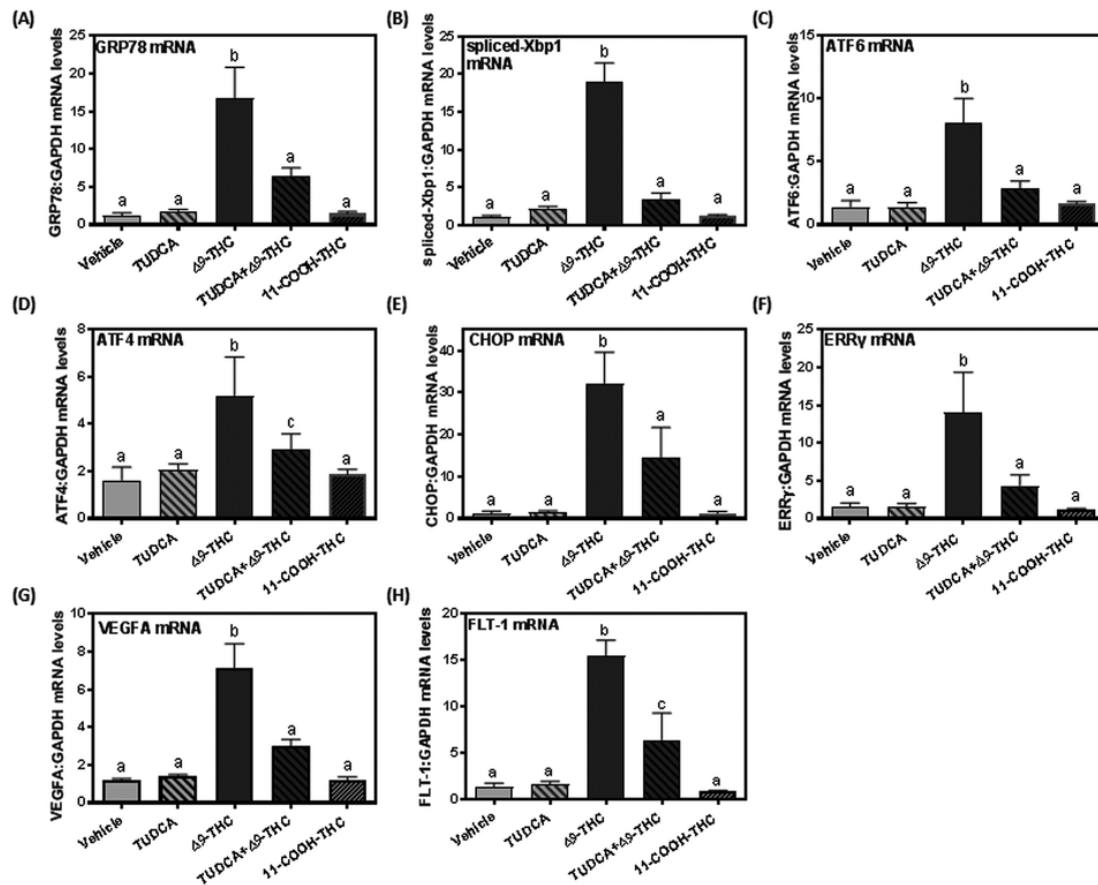 (A)
GRP78 mRNA
GRP78:GAPDH mRNA levels
25
20
15
10
5
0
a
a
b
a
a
Vehicle
TUDCA
Δ9-THC
TUDCA+Δ9-THC
11-COOH-THC
(B)
spliced-Xbp1
mRNA
spliced-Xbp1:GAPDH mRNA levels
25
20
15
10
5
0
a
a
b
a
a
Vehicle
TUDCA
Δ9-THC
TUDCA+Δ9-THC
11-COOH-THC
(C)
ATF6 mRNA
ATF6:GAPDH mRNA levels
15
10
5
0
a
a
b
a
a
Vehicle
TUDCA
Δ9-THC
TUDCA+Δ9-THC
11-COOH-THC
(D)
ATF4 mRNA
ATF4:GAPDH mRNA levels
8
6
4
2
0
a
a
b
c
a
Vehicle
TUDCA
Δ9-THC
TUDCA+Δ9-THC
11-COOH-THC
(E)
CHOP mRNA
CHOP:GAPDH mRNA levels
40
30
20
10
0
a
a
b
a
a
Vehicle
TUDCA
Δ9-THC
TUDCA+Δ9-THC
11-COOH-THC
(F)
ERRγ mRNA
ERRγ:GAPDH mRNA levels
25
20
15
10
5
0
a
a
b
a
a
Vehicle
TUDCA
Δ9-THC
TUDCA+Δ9-THC
11-COOH-THC
(G)
VEGFA mRNA
VEGFA:GAPDH mRNA levels
10
8
6
4
2
0
a
a
b
a
a
Vehicle
TUDCA
Δ9-THC
TUDCA+Δ9-THC
11-COOH-THC
(H)
FLT-1 mRNA
FLT-1:GAPDH mRNA levels
20
15
10
5
0
a
a
b
c
a
Vehicle
TUDCA
Δ9-THC
TUDCA+Δ9-THC
11-COOH-THC